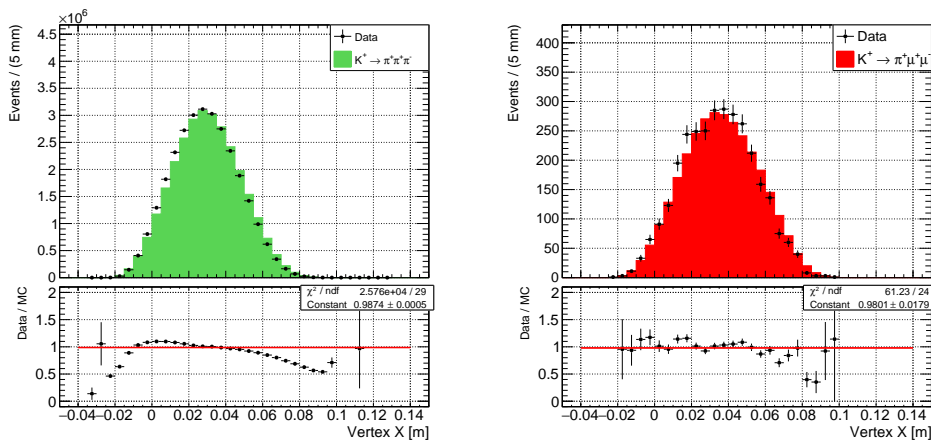 ×10⁶
Events / (5 mm)
4.5
4
3.5
3
2.5
2
1.5
1
0.5
0
Data
K⁺ → π⁺π⁺π⁻
Data / MC
2
1.5
1
0.5
0
χ² / ndf 2.576e+04 / 29
Constant 0.9874 ± 0.0005
−0.04 −0.02 0 0.02 0.04 0.06 0.08 0.1 0.12 0.14
Vertex X [m]
Events / (5 mm)
400
350
300
250
200
150
100
50
0
Data
K⁺ → π⁺μ⁺μ⁻
Data / MC
2
1.5
1
0.5
0
χ² / ndf 61.23 / 24
Constant 0.9801 ± 0.0179
−0.04 −0.02 0 0.02 0.04 0.06 0.08 0.1 0.12 0.14
Vertex X [m]